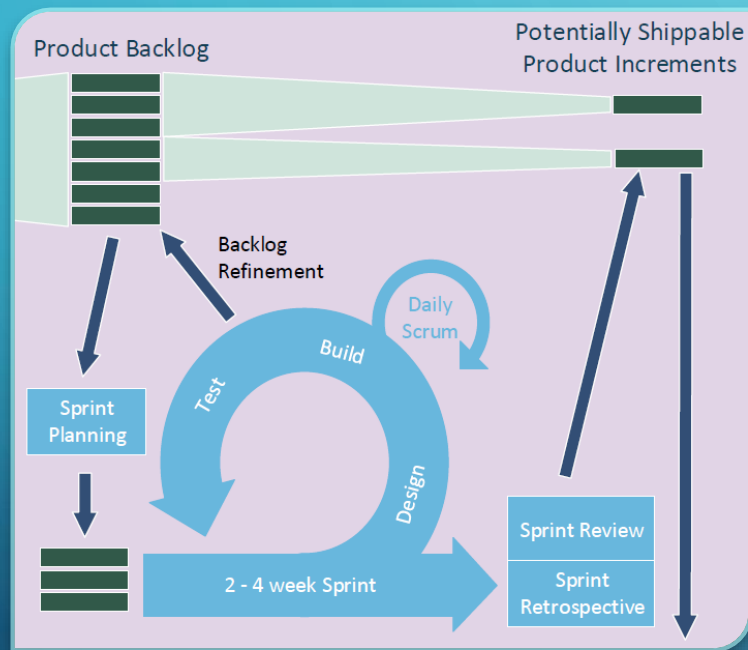 Product Backlog
Potentially Shippable
Product Increments
Backlog
Refinement
Daily
Scrum
Build
Test
Design
Sprint
Planning
2 - 4 week Sprint
Sprint Review
Sprint
Retrospective